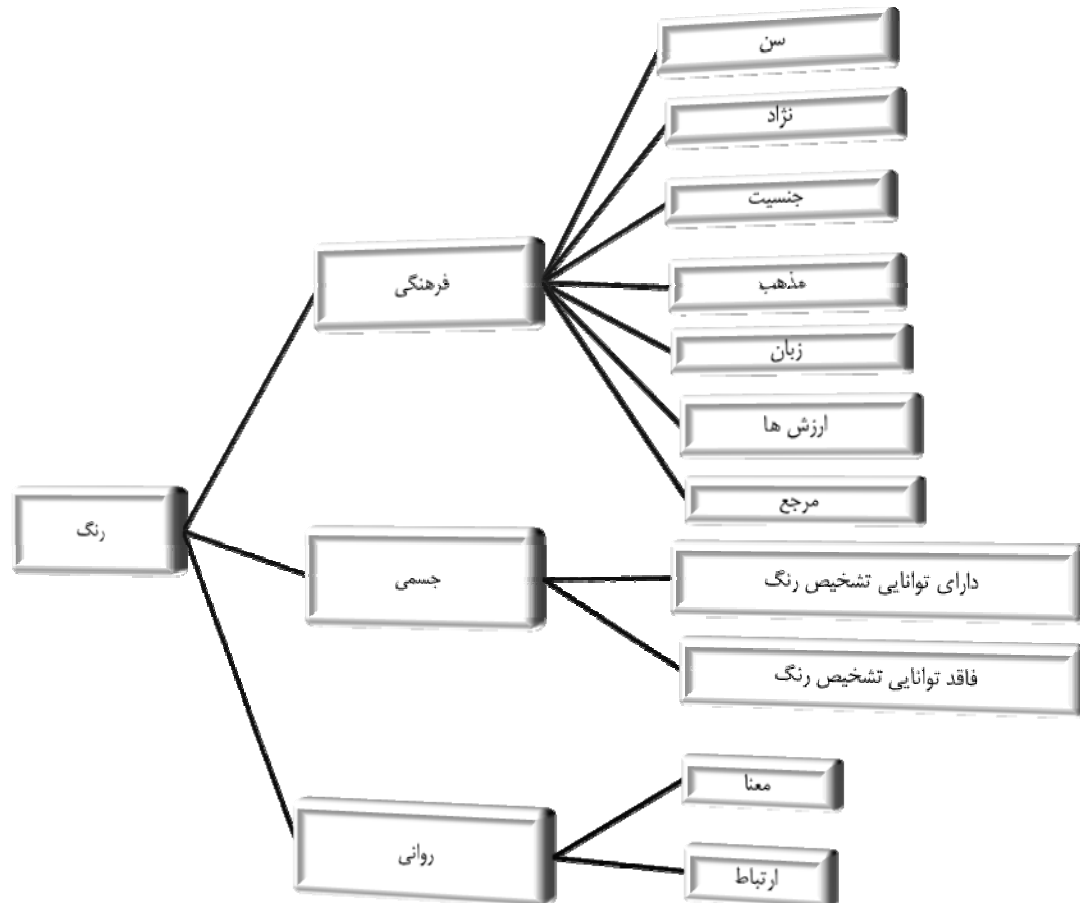 رنگ
فرهنگی
سن
نژاد
جنسیت
مذهب
زبان
ارزش ها
مرجع
جسمی
دارای توانایی تشخیص رنگ
فاقد توانایی تشخیص رنگ
روانی
معنا
ارتباط